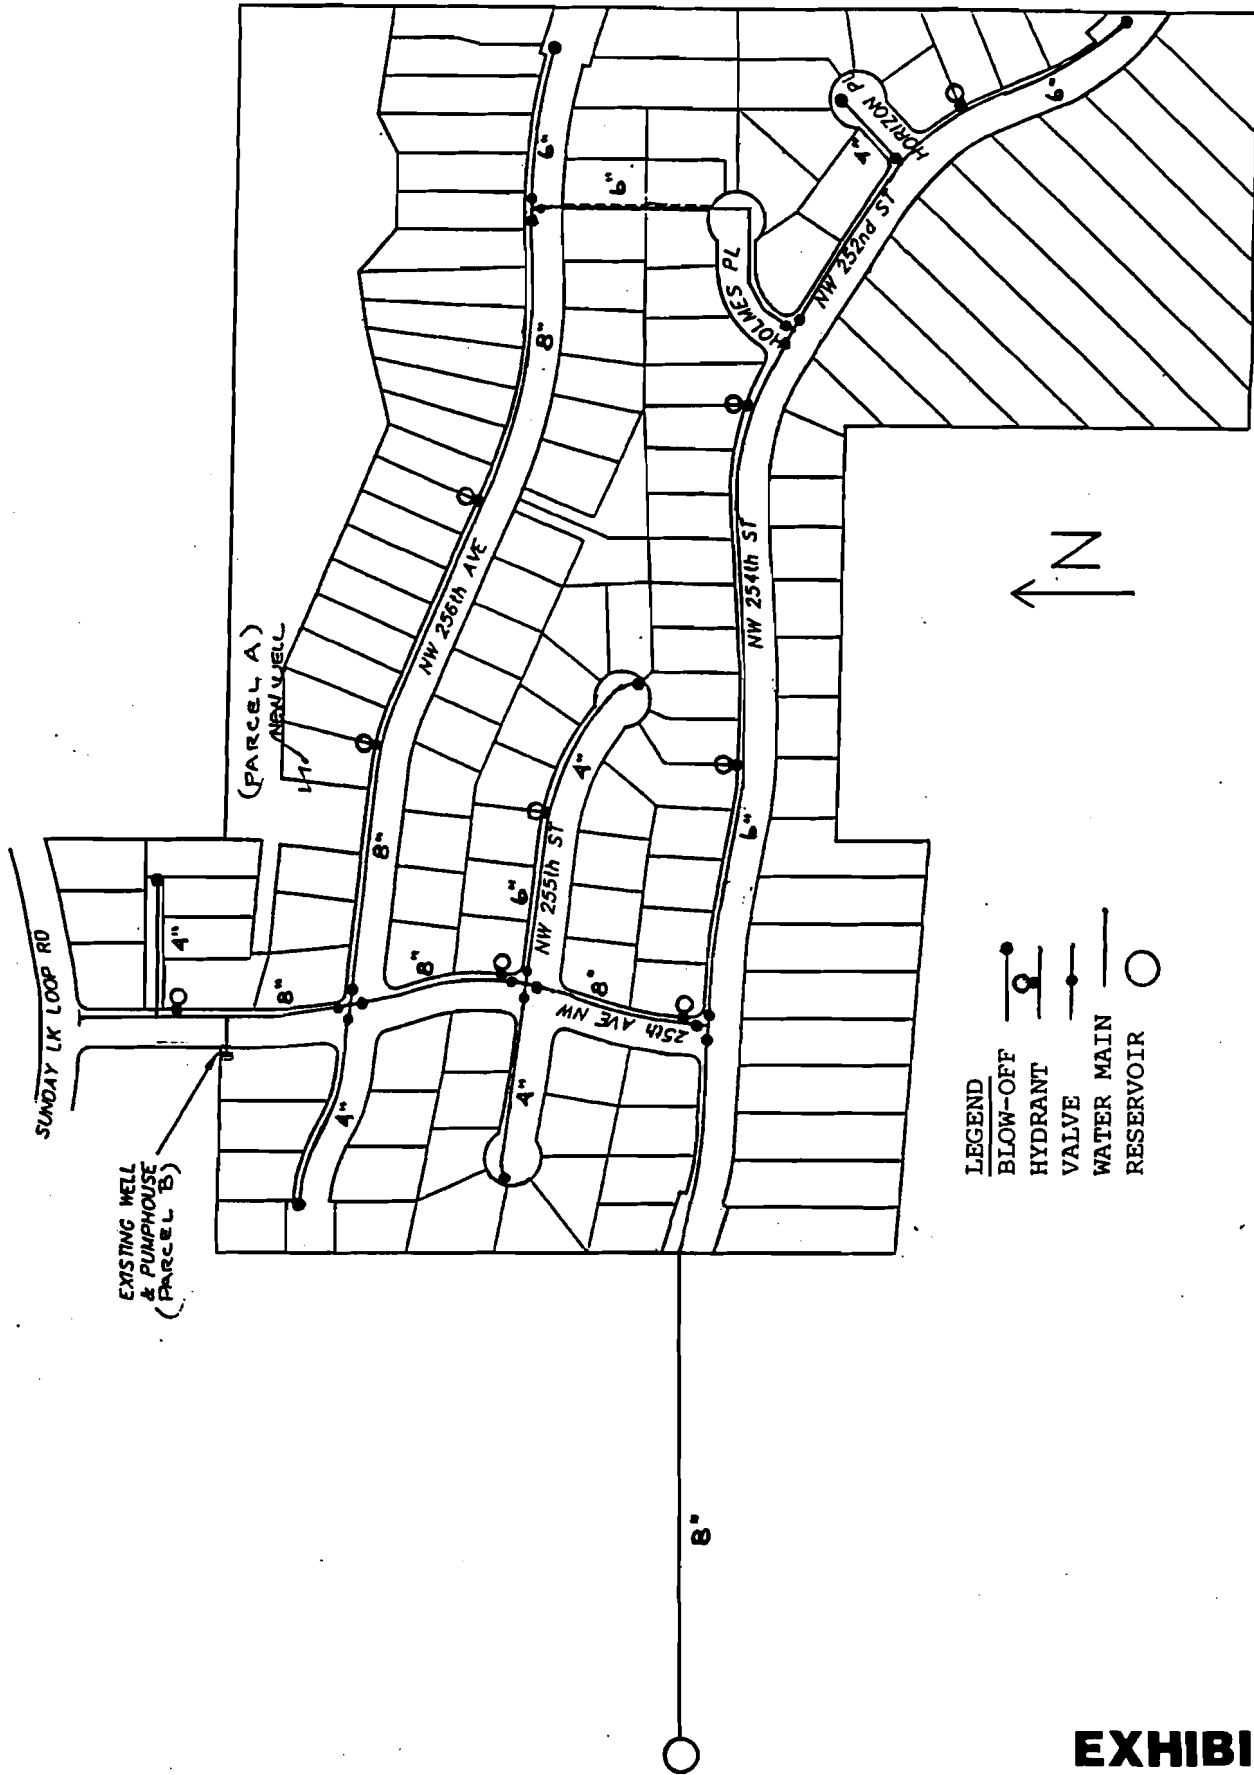 SUNDAY LK LOOP RD
EXISTING WELL
& PUMPHOUSE
(PARCEL B)
(PARCEL A)
NEW WELL
4"
8"
4"
8"
8"
8"
6"
NW 256th AVE
6"
8"
6"
4"
4"
NW 255th ST
25th AVE NW
8"
6"
NW 254th ST
HOLMES PL
NW 252nd ST
HORIZON PL
4"
6"
8"
N
LEGEND
BLOW-OFF
HYDRANT
VALVE
WATER MAIN
RESERVOIR
EXHIBI